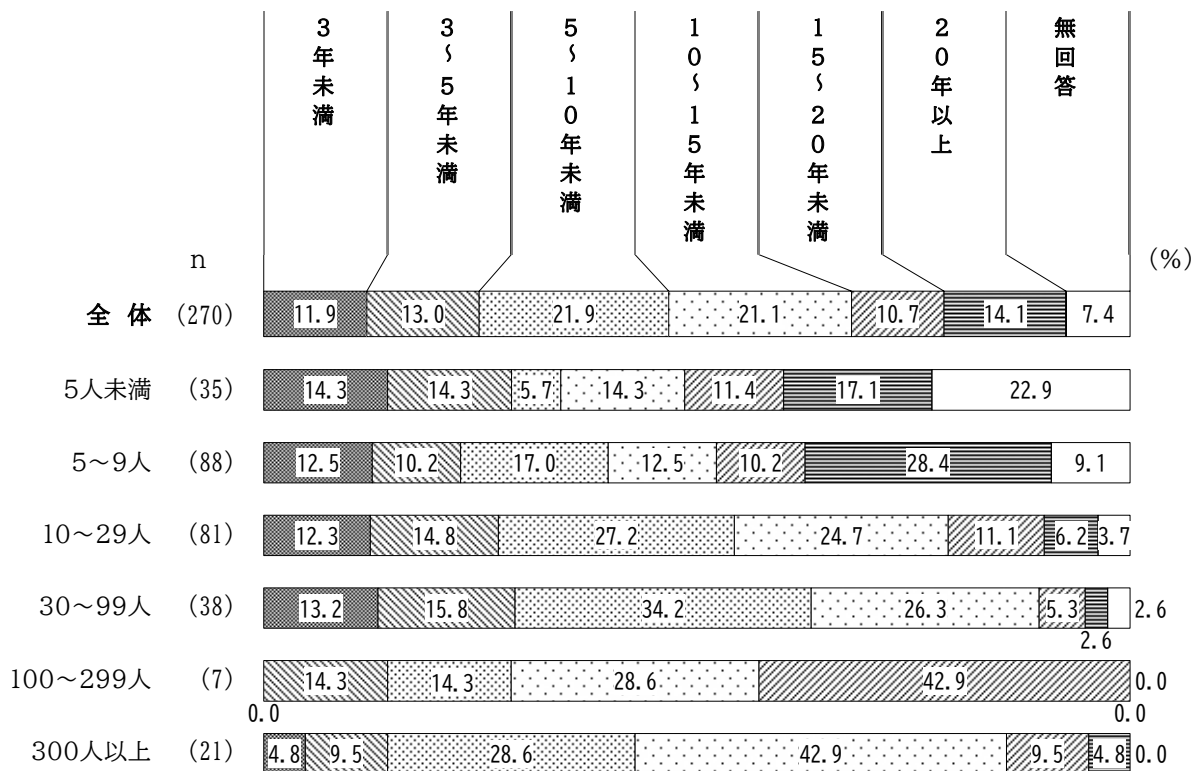 3年未満
3～5年未満
5～10年未満
10～15年未満
15～20年未満
20年以上
無回答
n
(%)
全 体 (270) 11.9 13.0 21.9 21.1 10.7 14.1 7.4
5人未満 (35) 14.3 14.3 5.7 14.3 11.4 17.1 22.9
5～9人 (88) 12.5 10.2 17.0 12.5 10.2 28.4 9.1
10～29人 (81) 12.3 14.8 27.2 24.7 11.1 6.2 3.7
30～99人 (38) 13.2 15.8 34.2 26.3 5.3 2.6
2.6
100～299人 (7) 14.3 14.3 28.6 42.9 0.0
0.0 0.0
300人以上 (21) 4.8 9.5 28.6 42.9 9.5 4.8 0.0